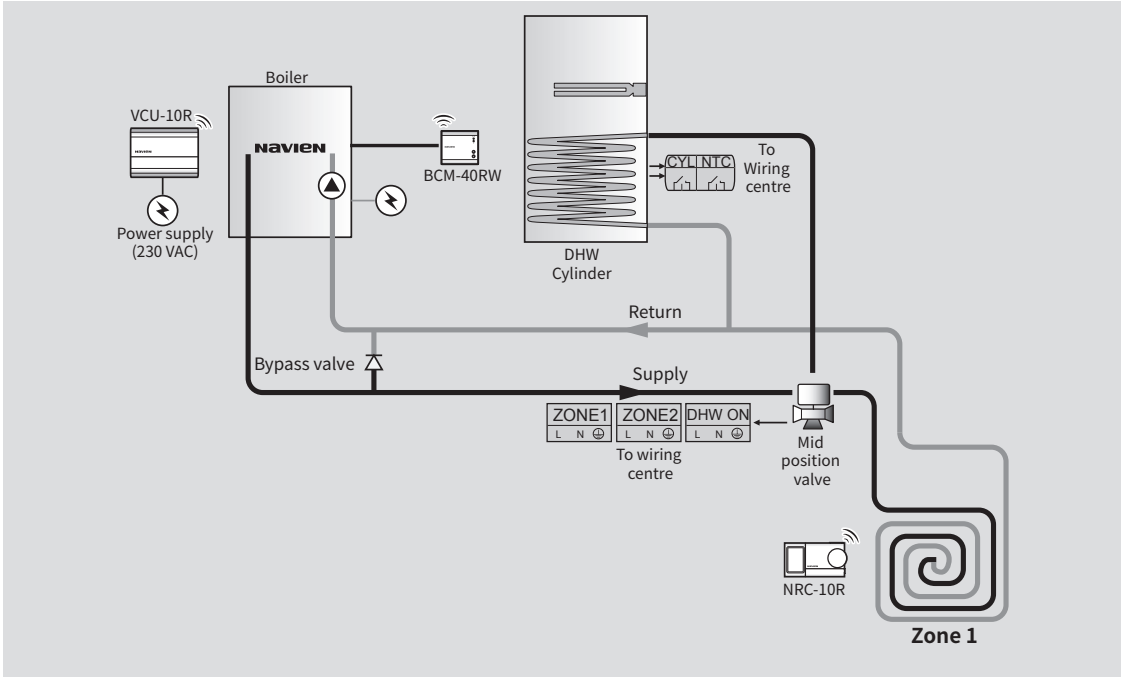 Boiler
VCU-10R
NAVIEN
NAVIEN
BCM-40RW
Power supply
(230 VAC)
CYL NTC
To
Wiring
centre
DHW
Cylinder
Return
Bypass valve
Supply
ZONE1 ZONE2 DHW ON
L N L N L N
To wiring
centre
Mid
position
valve
NRC-10R
Zone 1